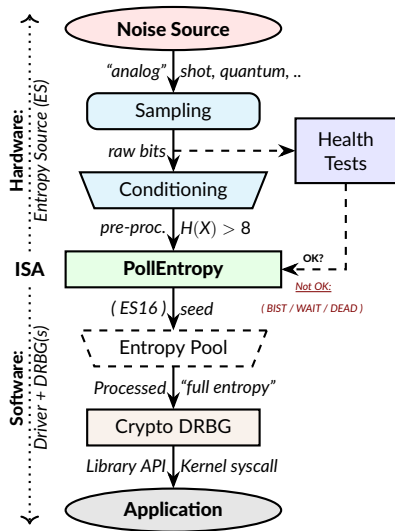 Noise Source
"analog" shot, quantum, ..
Sampling
raw bits
Health
Tests
Conditioning
pre-proc. H(X) > 8
ISA PollEntropy
OK?
Not OK:
( BIST / WAIT / DEAD )
( ES16 ) seed
Entropy Pool
Processed "full entropy"
Crypto DRBG
Library API Kernel syscall
Application
Hardware:
Entropy Source (ES)
Software:
Driver + DRBG(s)